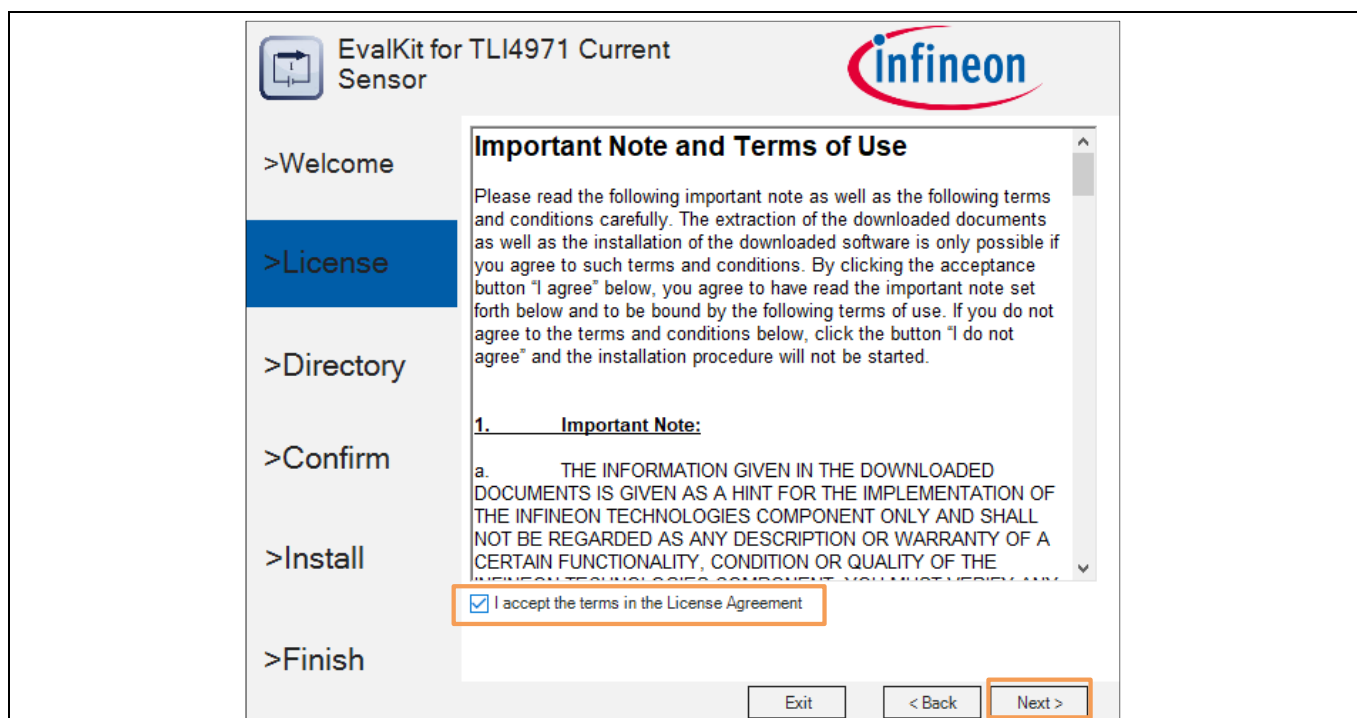 EvalKit for TLI4971 Current
Sensor
infineon
>Welcome
>License
>Directory
>Confirm
>Install
>Finish
Important Note and Terms of Use
Please read the following important note as well as the following terms
and conditions carefully. The extraction of the downloaded documents
as well as the installation of the downloaded software is only possible if
you agree to such terms and conditions. By clicking the acceptance
button “I agree” below, you agree to have read the important note set
forth below and to be bound by the following terms of use. If you do not
agree to the terms and conditions below, click the button “I do not
agree” and the installation procedure will not be started.
1. Important Note:
a. THE INFORMATION GIVEN IN THE DOWNLOADED
DOCUMENTS IS GIVEN AS A HINT FOR THE IMPLEMENTATION OF
THE INFINEON TECHNOLOGIES COMPONENT ONLY AND SHALL
NOT BE REGARDED AS ANY DESCRIPTION OR WARRANTY OF A
CERTAIN FUNCTIONALITY, CONDITION OR QUALITY OF THE
INFINEON TECHNOLOGIES COMPONENT. YOU MUST VERIFY ANY
I accept the terms in the License Agreement
Exit
< Back
Next >